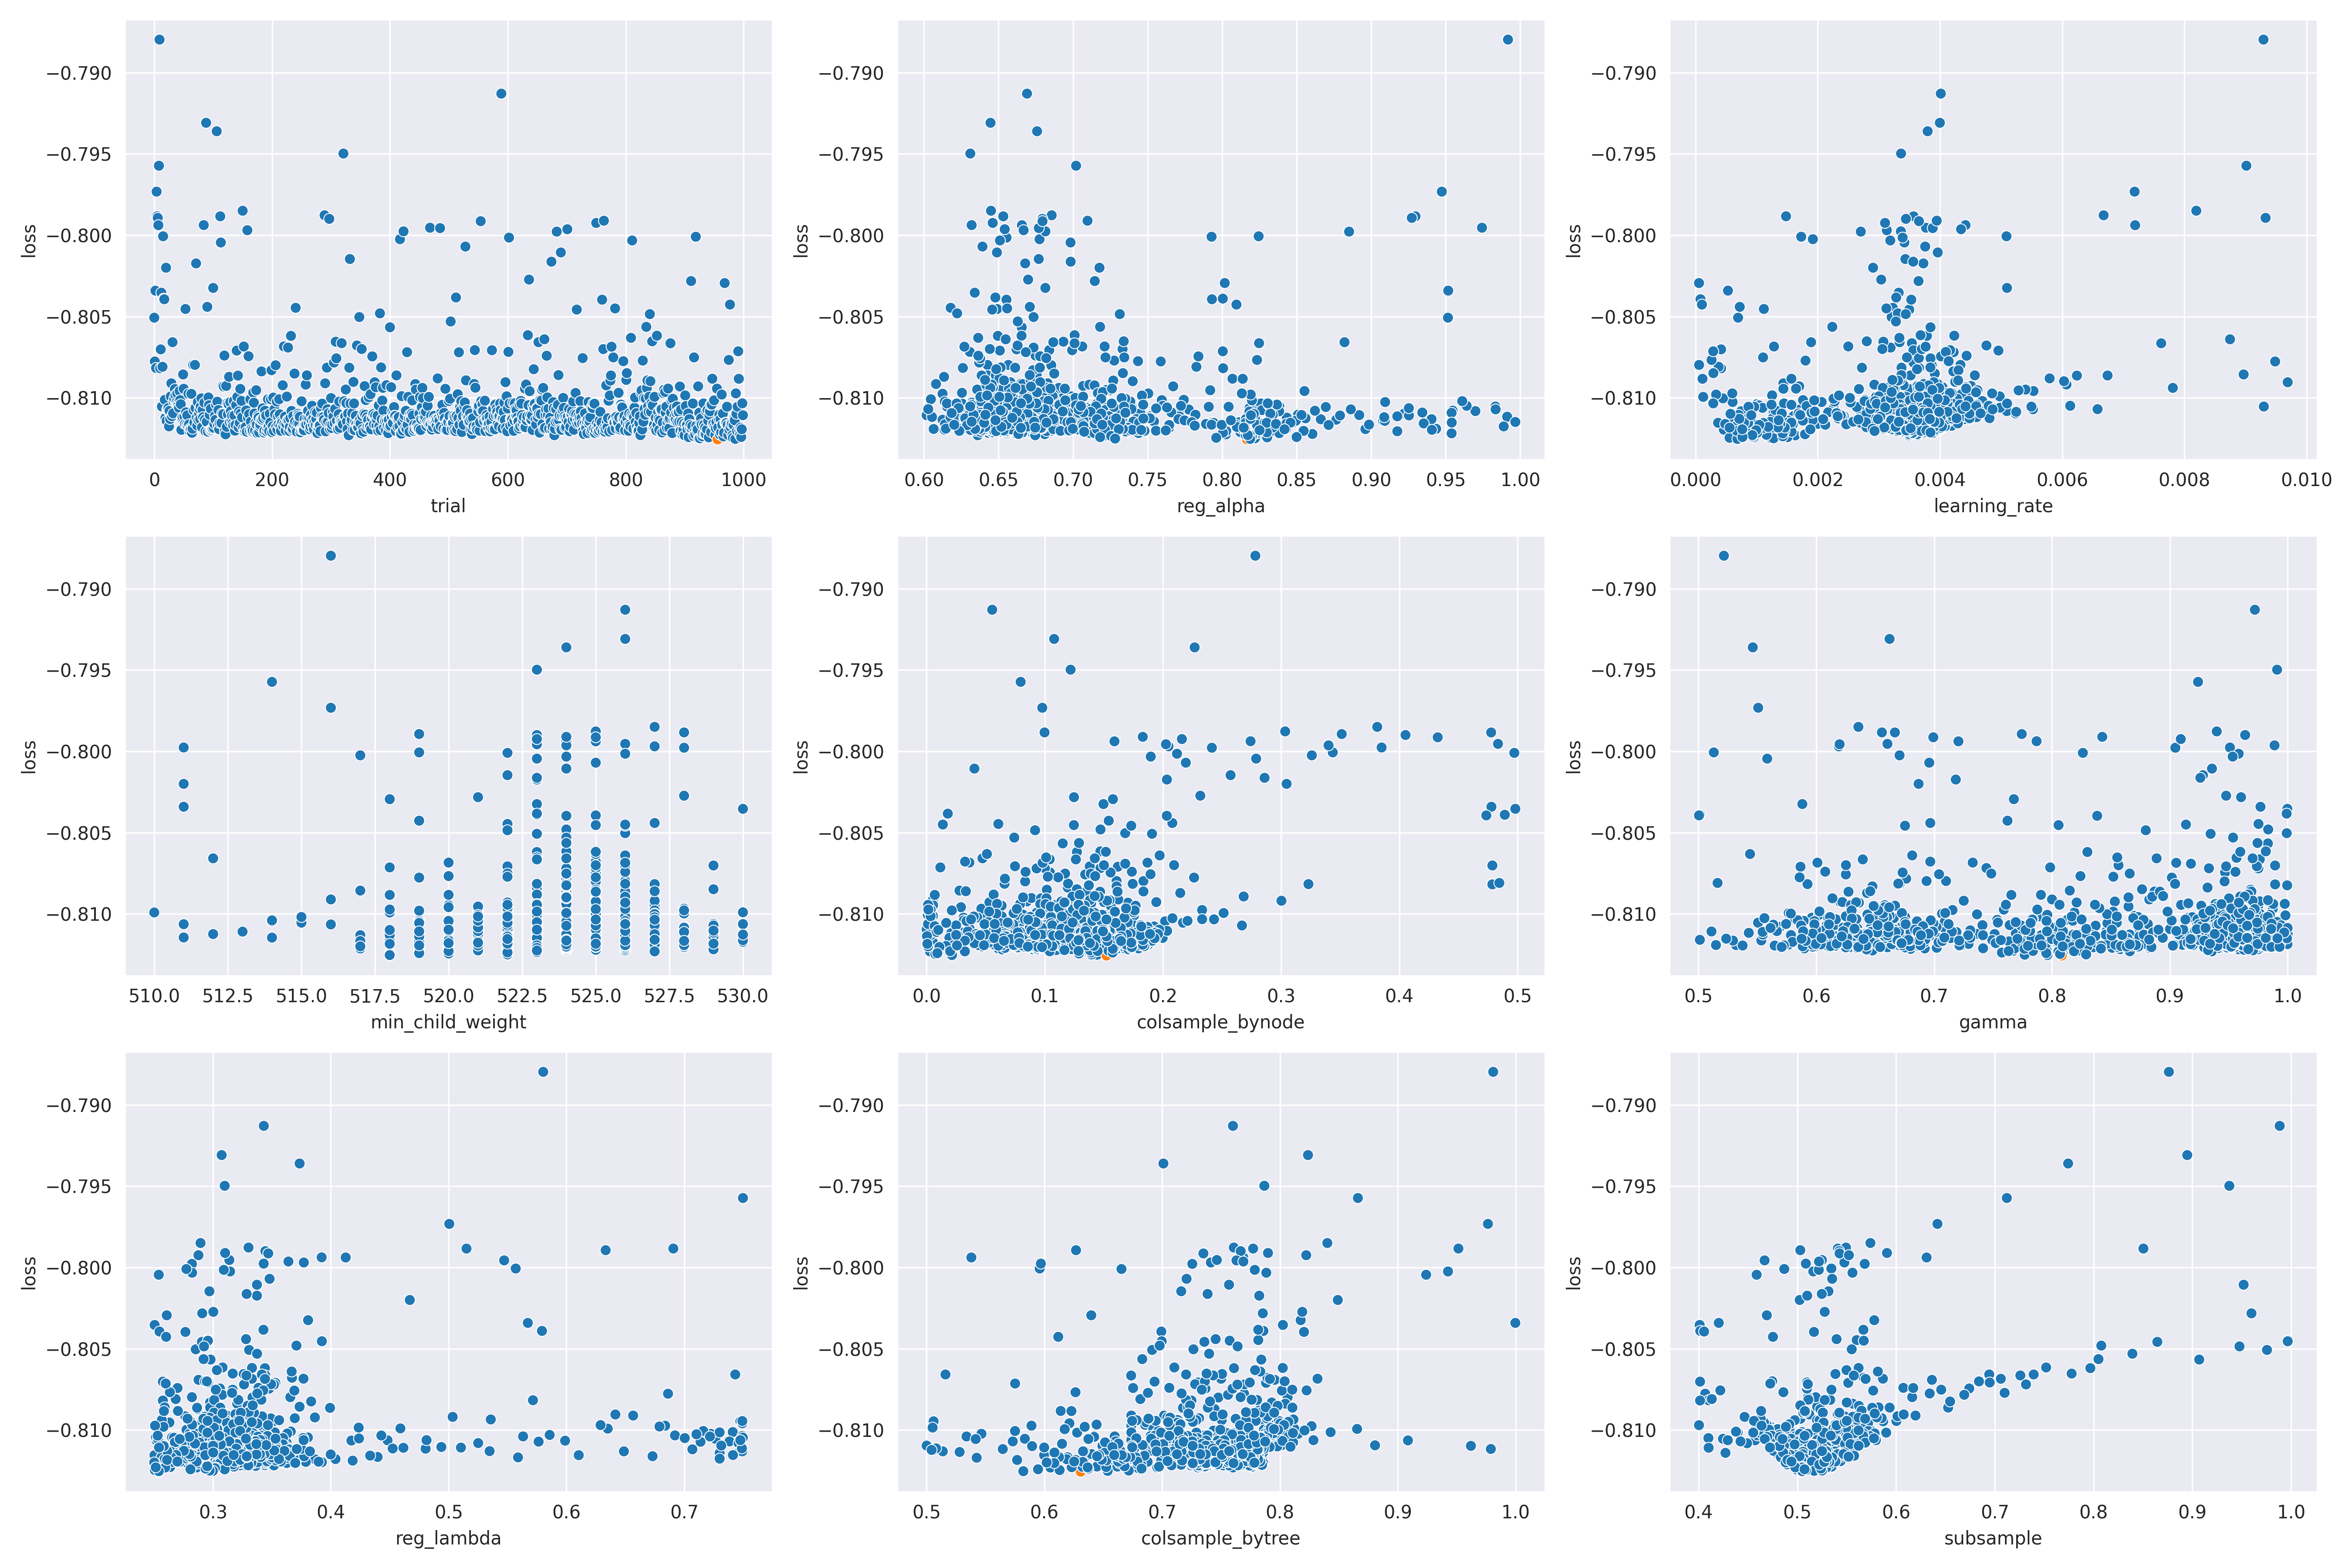 −0.790
−0.795
−0.800
−0.805
−0.810
loss
0 200 400 600 800 1000
trial
−0.790
−0.795
−0.800
−0.805
−0.810
loss
0.60 0.65 0.70 0.75 0.80 0.85 0.90 0.95 1.00
reg_alpha
−0.790
−0.795
−0.800
−0.805
−0.810
loss
0.000 0.002 0.004 0.006 0.008 0.010
learning_rate
−0.790
−0.795
−0.800
−0.805
−0.810
loss
510.0 512.5 515.0 517.5 520.0 522.5 525.0 527.5 530.0
min_child_weight
−0.790
−0.795
−0.800
−0.805
−0.810
loss
0.0 0.1 0.2 0.3 0.4 0.5
colsample_bynode
−0.790
−0.795
−0.800
−0.805
−0.810
loss
0.5 0.6 0.7 0.8 0.9 1.0
gamma
−0.790
−0.795
−0.800
−0.805
−0.810
loss
0.3 0.4 0.5 0.6 0.7
reg_lambda
−0.790
−0.795
−0.800
−0.805
−0.810
loss
0.5 0.6 0.7 0.8 0.9 1.0
colsample_bytree
−0.790
−0.795
−0.800
−0.805
−0.810
loss
0.4 0.5 0.6 0.7 0.8 0.9 1.0
subsample